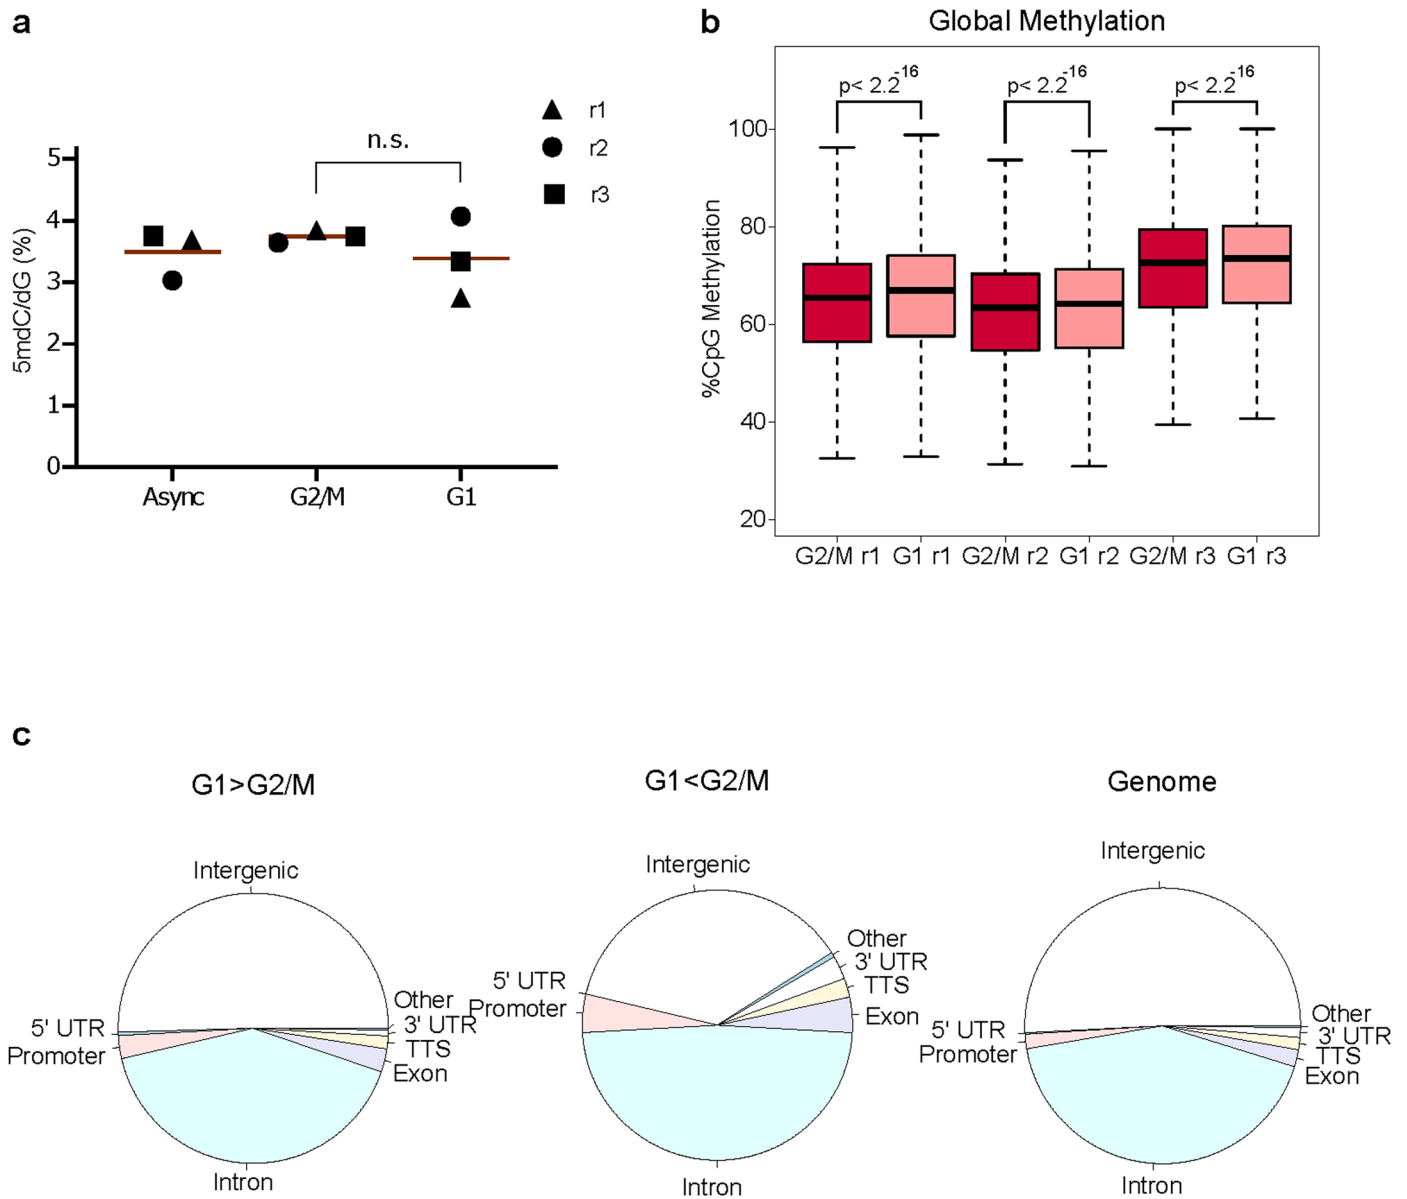 a
n.s.
r1
r2
r3
5
4
3
2
1
0
5mdC/dG (%)
Async G2/M G1
b
Global Methylation
p< 2.2-16 p< 2.2-16 p< 2.2-16
100
80
60
40
20
%CpG Methylation
G2/M r1 G1 r1 G2/M r2 G1 r2 G2/M r3 G1 r3
c
G1>G2/M
Intergenic
Other
3' UTR
TTS
Exon
5' UTR
Promoter
Intron
G1<G2/M
Intergenic
Other
3' UTR
TTS
Exon
5' UTR
Promoter
Intron
Genome
Intergenic
Other
3' UTR
TTS
Exon
5' UTR
Promoter
Intron